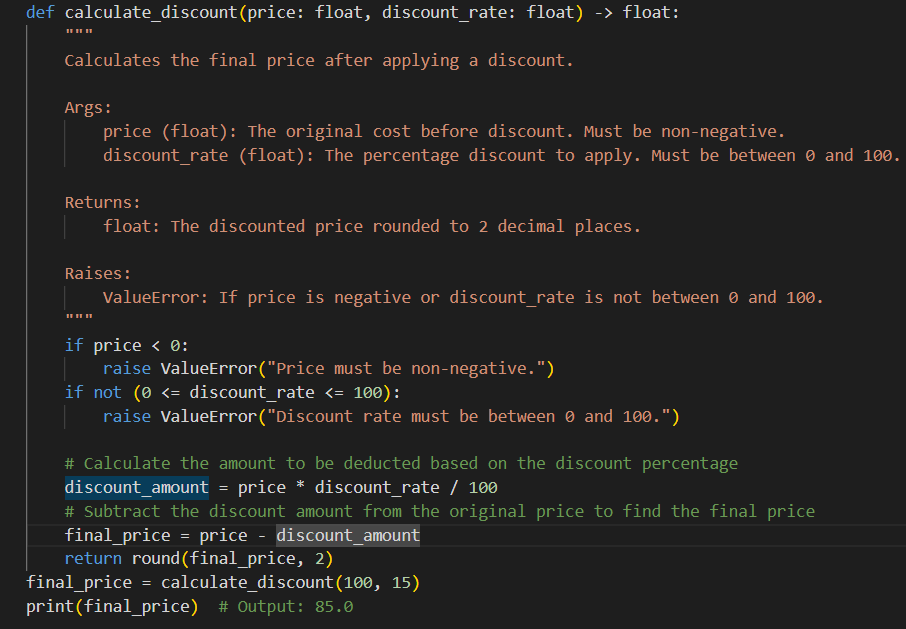 def calculate_discount(price: float, discount_rate: float) -> float:
    """
    Calculates the final price after applying a discount.

    Args:
        price (float): The original cost before discount. Must be non-negative.
        discount_rate (float): The percentage discount to apply. Must be between 0 and 100.

    Returns:
        float: The discounted price rounded to 2 decimal places.

    Raises:
        ValueError: If price is negative or discount_rate is not between 0 and 100.
    """
    if price < 0:
        raise ValueError("Price must be non-negative.")
    if not (0 <= discount_rate <= 100):
        raise ValueError("Discount rate must be between 0 and 100.")

    # Calculate the amount to be deducted based on the discount percentage
    discount_amount = price * discount_rate / 100
    # Subtract the discount amount from the original price to find the final price
    final_price = price - discount_amount
    return round(final_price, 2)
final_price = calculate_discount(100, 15)
print(final_price)  # Output: 85.0